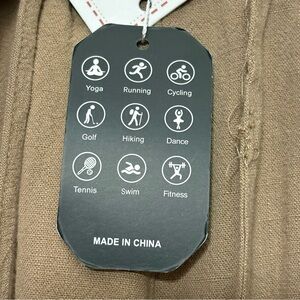 Yoga Running Cycling
Golf Hiking Dance
Tennis Swim Fitness
MADE IN CHINA